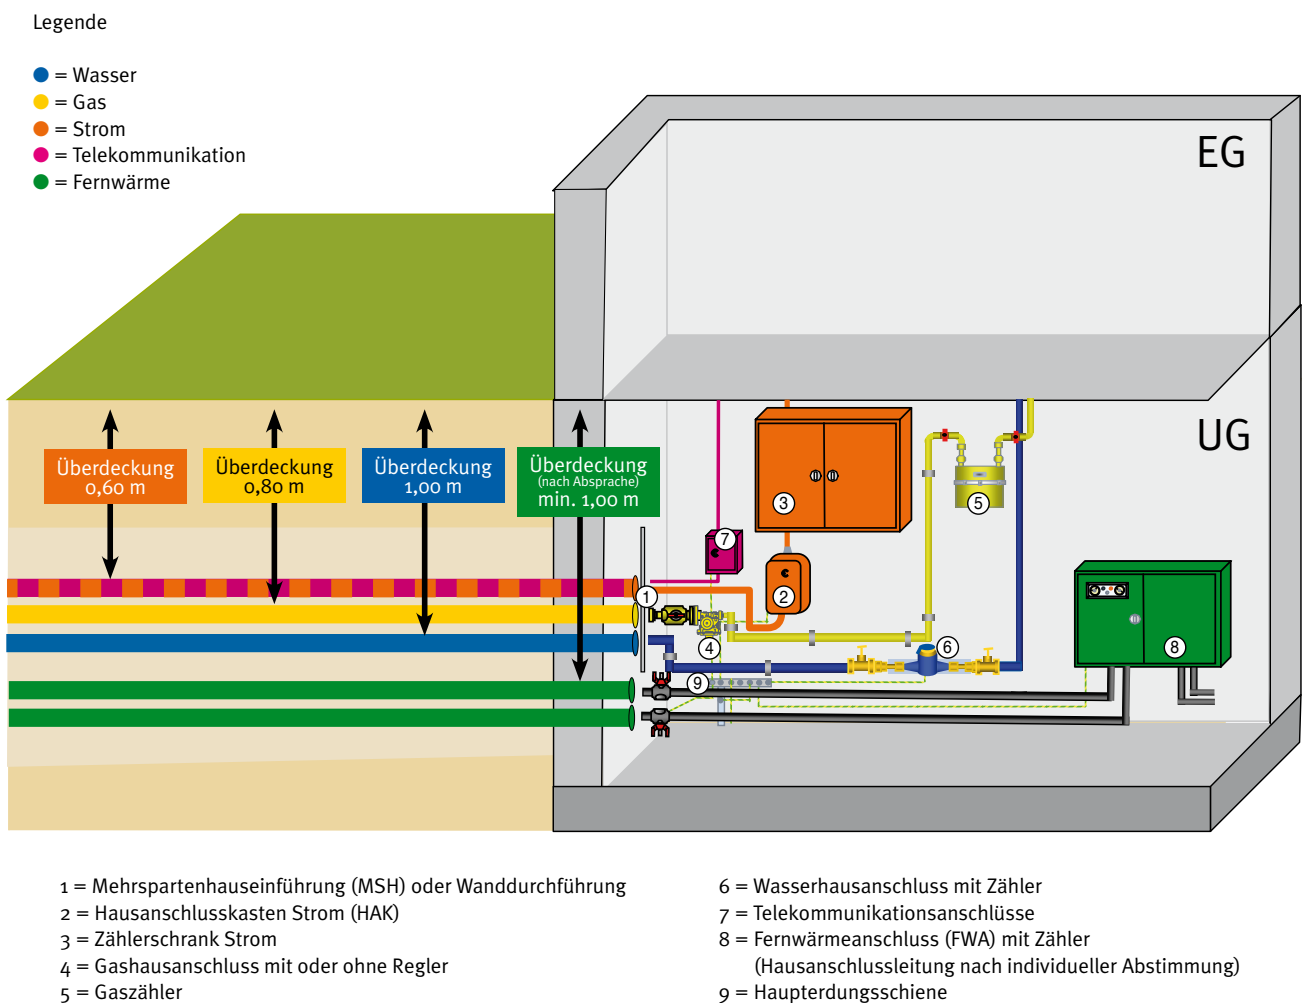 Legende
= Wasser
= Gas
= Strom
= Telekommunikation
= Fernwärme
EG
UG
Überdeckung
0,60 m
Überdeckung
0,80 m
Überdeckung
1,00 m
Überdeckung
(nach Absprache)
min. 1,00 m
1
2
3
4
5
6
7
8
9
1 = Mehrspartenhauseinführung (MSH) oder Wanddurchführung
2 = Hausanschlusskasten Strom (HAK)
3 = Zählerschrank Strom
4 = Gashausanschluss mit oder ohne Regler
5 = Gaszähler
6 = Wasserhausanschluss mit Zähler
7 = Telekommunikationsanschlüsse
8 = Fernwärmeanschluss (FWA) mit Zähler
(Hausanschlussleitung nach individueller Abstimmung)
9 = Haupterdungsschiene